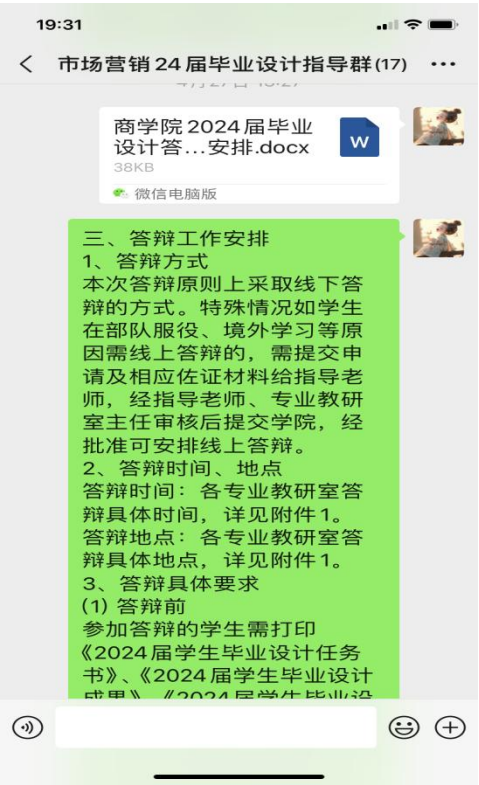 19:31
市场营销24届毕业设计指导群(17)
商学院2024届毕业
设计答...安排.docx
W
38KB
微信电脑版
三、答辩工作安排
1、答辩方式
本次答辩原则上采取线下答
辩的方式。特殊情况如学生
在部队服役、境外学习等原
因需线上答辩的，需提交申
请及相应佐证材料给指导老
师，经指导老师、专业教研
室主任审核后提交学院，经
批准可安排线上答辩。
2、答辩时间、地点
答辩时间：各专业教研室答
辩具体时间，详见附件1。
答辩地点：各专业教研室答
辩具体地点，详见附件1。
3、答辩具体要求
(1) 答辩前
参加答辩的学生需打印
《2024届学生毕业设计任务
书》、《2024届学生毕业设计
成果》、《2024届学生毕业设